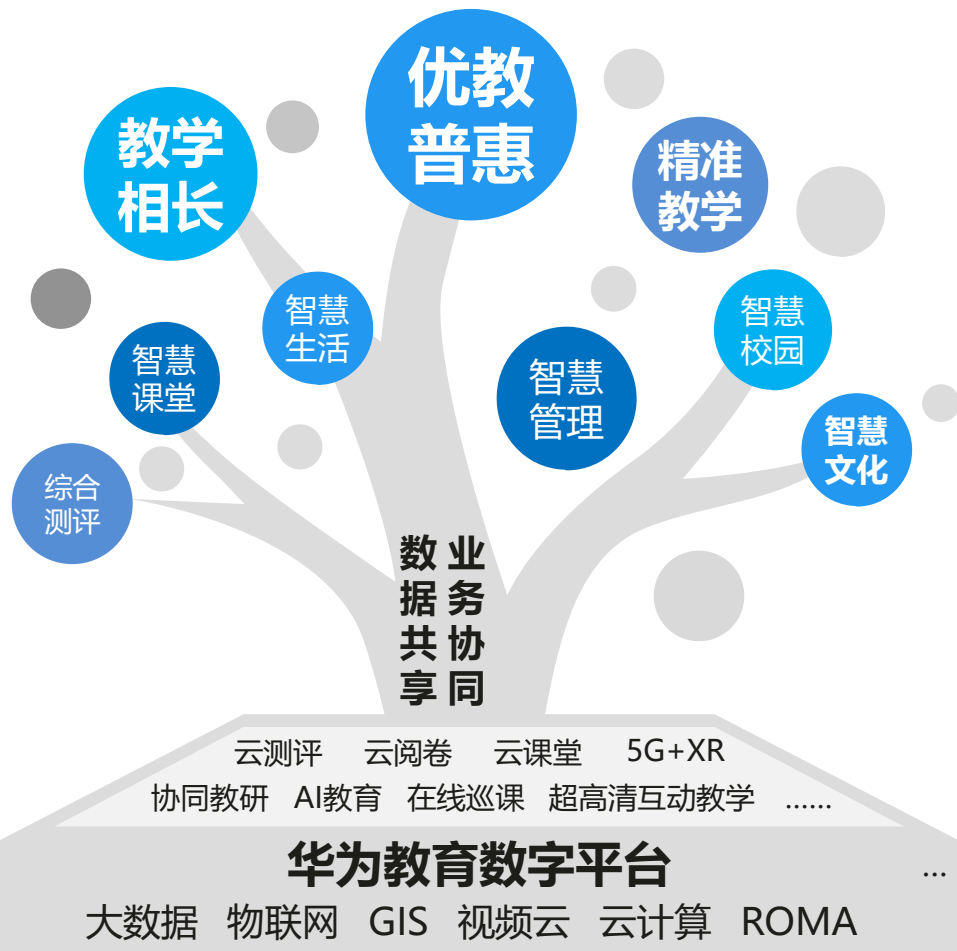 优教
普惠
教学
相长
精准
教学
智慧
生活
智慧
校园
智慧
课堂
智慧
管理
智慧
文化
综合
测评
数据共享
业务协同
云测评 云阅卷 云课堂 5G+XR
协同教研 AI教育 在线巡课 超高清互动教学 ......
华为教育数字平台
...
大数据 物联网 GIS 视频云 云计算 ROMA